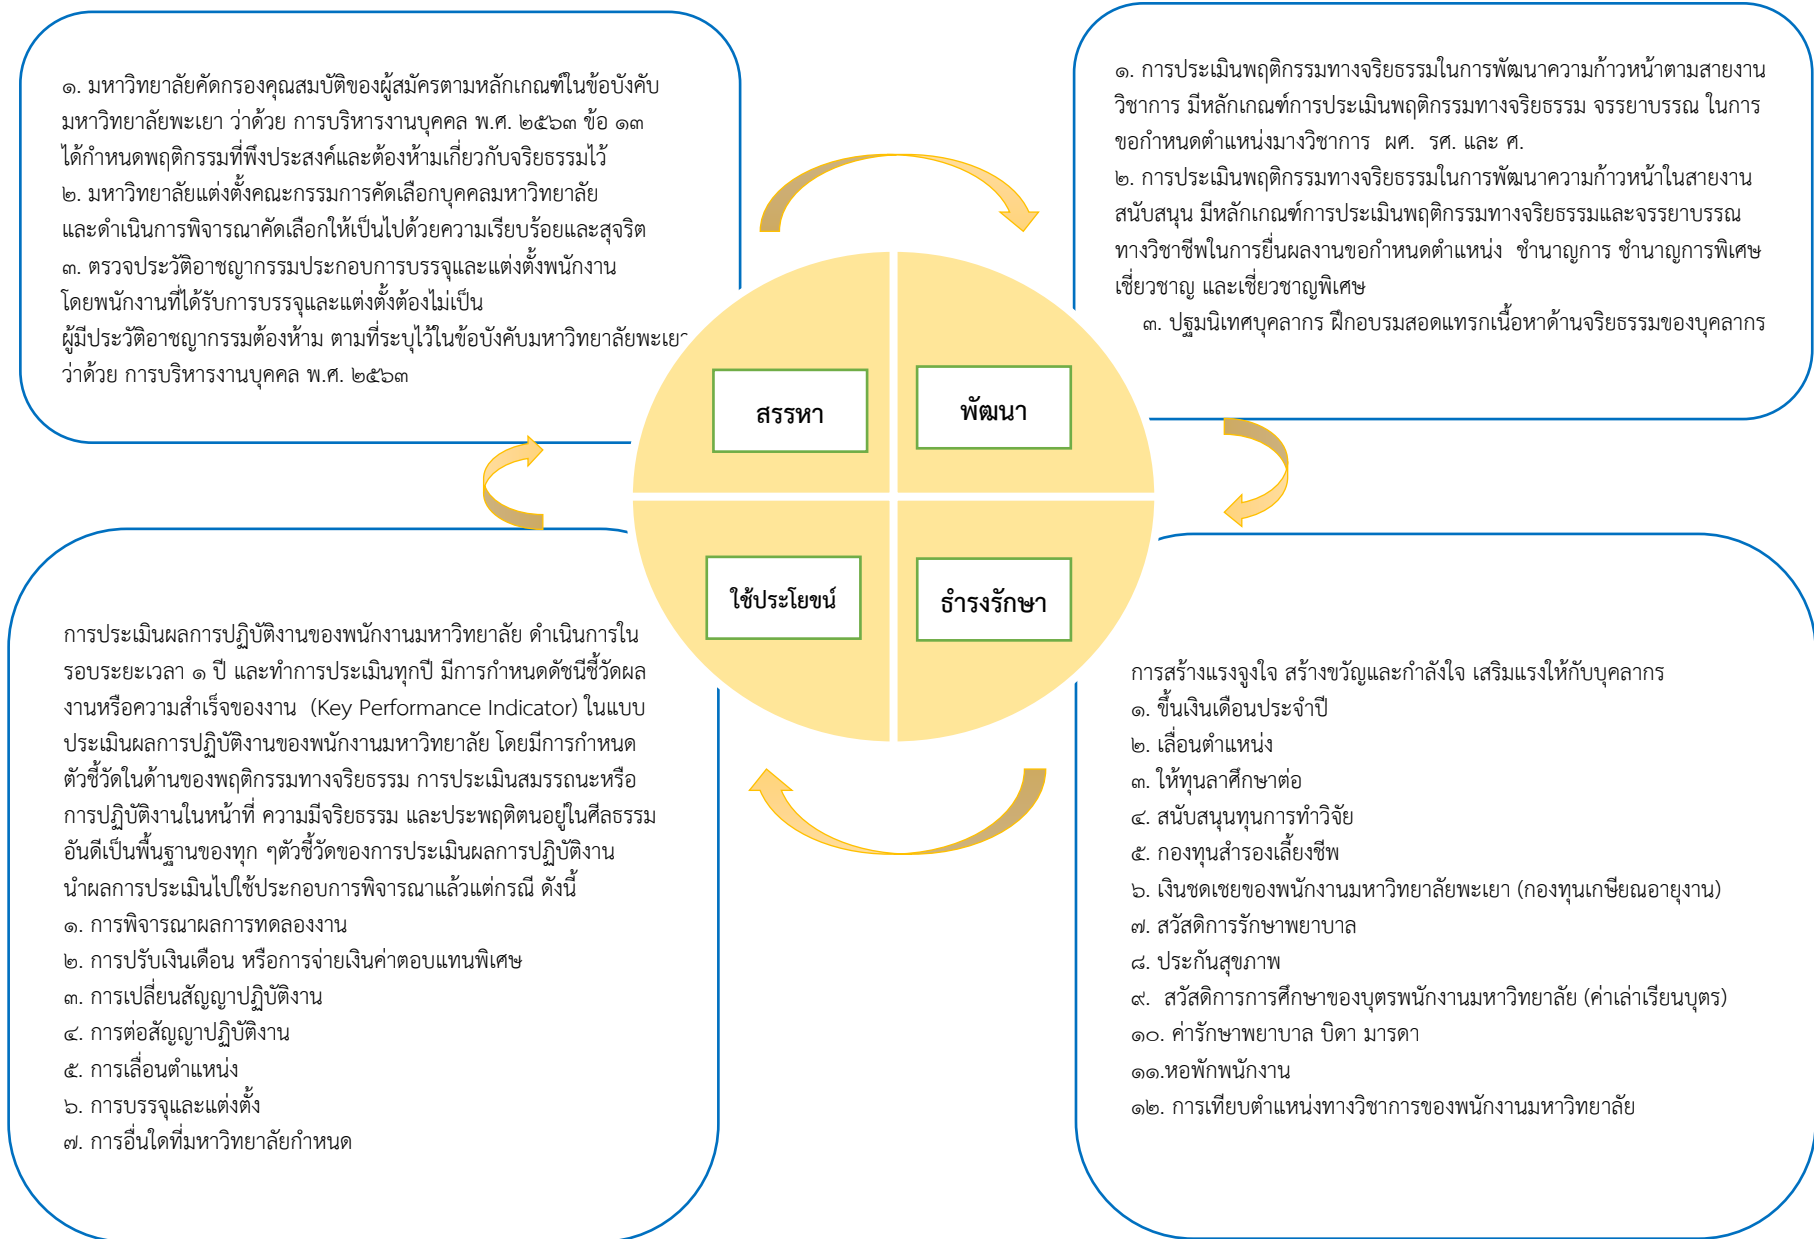 ๑. มหาวิทยาลัยคัดกรองคุณสมบัติของผู้สมัครตามหลักเกณฑ์ในข้อบังคับ
มหาวิทยาลัยพะเยา ว่าด้วย การบริหารงานบุคคล พ.ศ. ๒๕๖๓ ข้อ ๑๓
ได้กำหนดพฤติกรรมที่พึงประสงค์และต้องห้ามเกี่ยวกับจริยธรรมไว้
๒. มหาวิทยาลัยแต่งตั้งคณะกรรมการคัดเลือกบุคคลมหาวิทยาลัย
และดำเนินการพิจารณาคัดเลือกให้เป็นไปด้วยความเรียบร้อยและสุจริต
๓. ตรวจประวัติอาชญากรรมประกอบการบรรจุและแต่งตั้งพนักงาน
โดยพนักงานที่ได้รับการบรรจุและแต่งตั้งต้องไม่เป็น
ผู้มีประวัติอาชญากรรมต้องห้าม ตามที่ระบุไว้ในข้อบังคับมหาวิทยาลัยพะเยา
ว่าด้วย การบริหารงานบุคคล พ.ศ. ๒๕๖๓
๑. การประเมินพฤติกรรมทางจริยธรรมในการพัฒนาความก้าวหน้าตามสายงาน
วิชาการ มีหลักเกณฑ์การประเมินพฤติกรรมทางจริยธรรม จรรยาบรรณ ในการ
ขอกำหนดตำแหน่งมางวิชาการ ผศ. รศ. และ ศ.
๒. การประเมินพฤติกรรมทางจริยธรรมในการพัฒนาความก้าวหน้าในสายงาน
สนับสนุน มีหลักเกณฑ์การประเมินพฤติกรรมทางจริยธรรมและจรรยาบรรณ
ทางวิชาชีพในการยื่นผลงานขอกำหนดตำแหน่ง ชำนาญการ ชำนาญการพิเศษ
เชี่ยวชาญ และเชี่ยวชาญพิเศษ
๓. ปฐมนิเทศบุคลากร ฝึกอบรมสอดแทรกเนื้อหาด้านจริยธรรมของบุคลากร
สรรหา
พัฒนา
ใช้ประโยขน์
ธำรงรักษา
การประเมินผลการปฏิบัติงานของพนักงานมหาวิทยาลัย ดำเนินการใน
รอบระยะเวลา ๑ ปี และทำการประเมินทุกปี มีการกำหนดดัชนีชี้วัดผล
งานหรือความสำเร็จของงาน (Key Performance Indicator) ในแบบ
ประเมินผลการปฏิบัติงานของพนักงานมหาวิทยาลัย โดยมีการกำหนด
ตัวชี้วัดในด้านของพฤติกรรมทางจริยธรรม การประเมินสมรรถนะหรือ
การปฏิบัติงานในหน้าที่ ความมีจริยธรรม และประพฤติตนอยู่ในศีลธรรม
อันดีเป็นพื้นฐานของทุก ๆตัวชี้วัดของการประเมินผลการปฏิบัติงาน
นำผลการประเมินไปใช้ประกอบการพิจารณาแล้วแต่กรณี ดังนี้
๑. การพิจารณาผลการทดลองงาน
๒. การปรับเงินเดือน หรือการจ่ายเงินค่าตอบแทนพิเศษ
๓. การเปลี่ยนสัญญาปฏิบัติงาน
๔. การต่อสัญญาปฏิบัติงาน
๕. การเลื่อนตำแหน่ง
๖. การบรรจุและแต่งตั้ง
๗. การอื่นใดที่มหาวิทยาลัยกำหนด
การสร้างแรงจูงใจ สร้างขวัญและกำลังใจ เสริมแรงให้กับบุคลากร
๑. ขึ้นเงินเดือนประจำปี
๒. เลื่อนตำแหน่ง
๓. ให้ทุนลาศึกษาต่อ
๔. สนับสนุนทุนการทำวิจัย
๕. กองทุนสำรองเลี้ยงชีพ
๖. เงินชดเชยของพนักงานมหาวิทยาลัยพะเยา (กองทุนเกษียณอายุงาน)
๗. สวัสดิการรักษาพยาบาล
๘. ประกันสุขภาพ
๙. สวัสดิการการศึกษาของบุตรพนักงานมหาวิทยาลัย (ค่าเล่าเรียนบุตร)
๑๐. ค่ารักษาพยาบาล บิดา มารดา
๑๑.หอพักพนักงาน
๑๒. การเทียบตำแหน่งทางวิชาการของพนักงานมหาวิทยาลัย